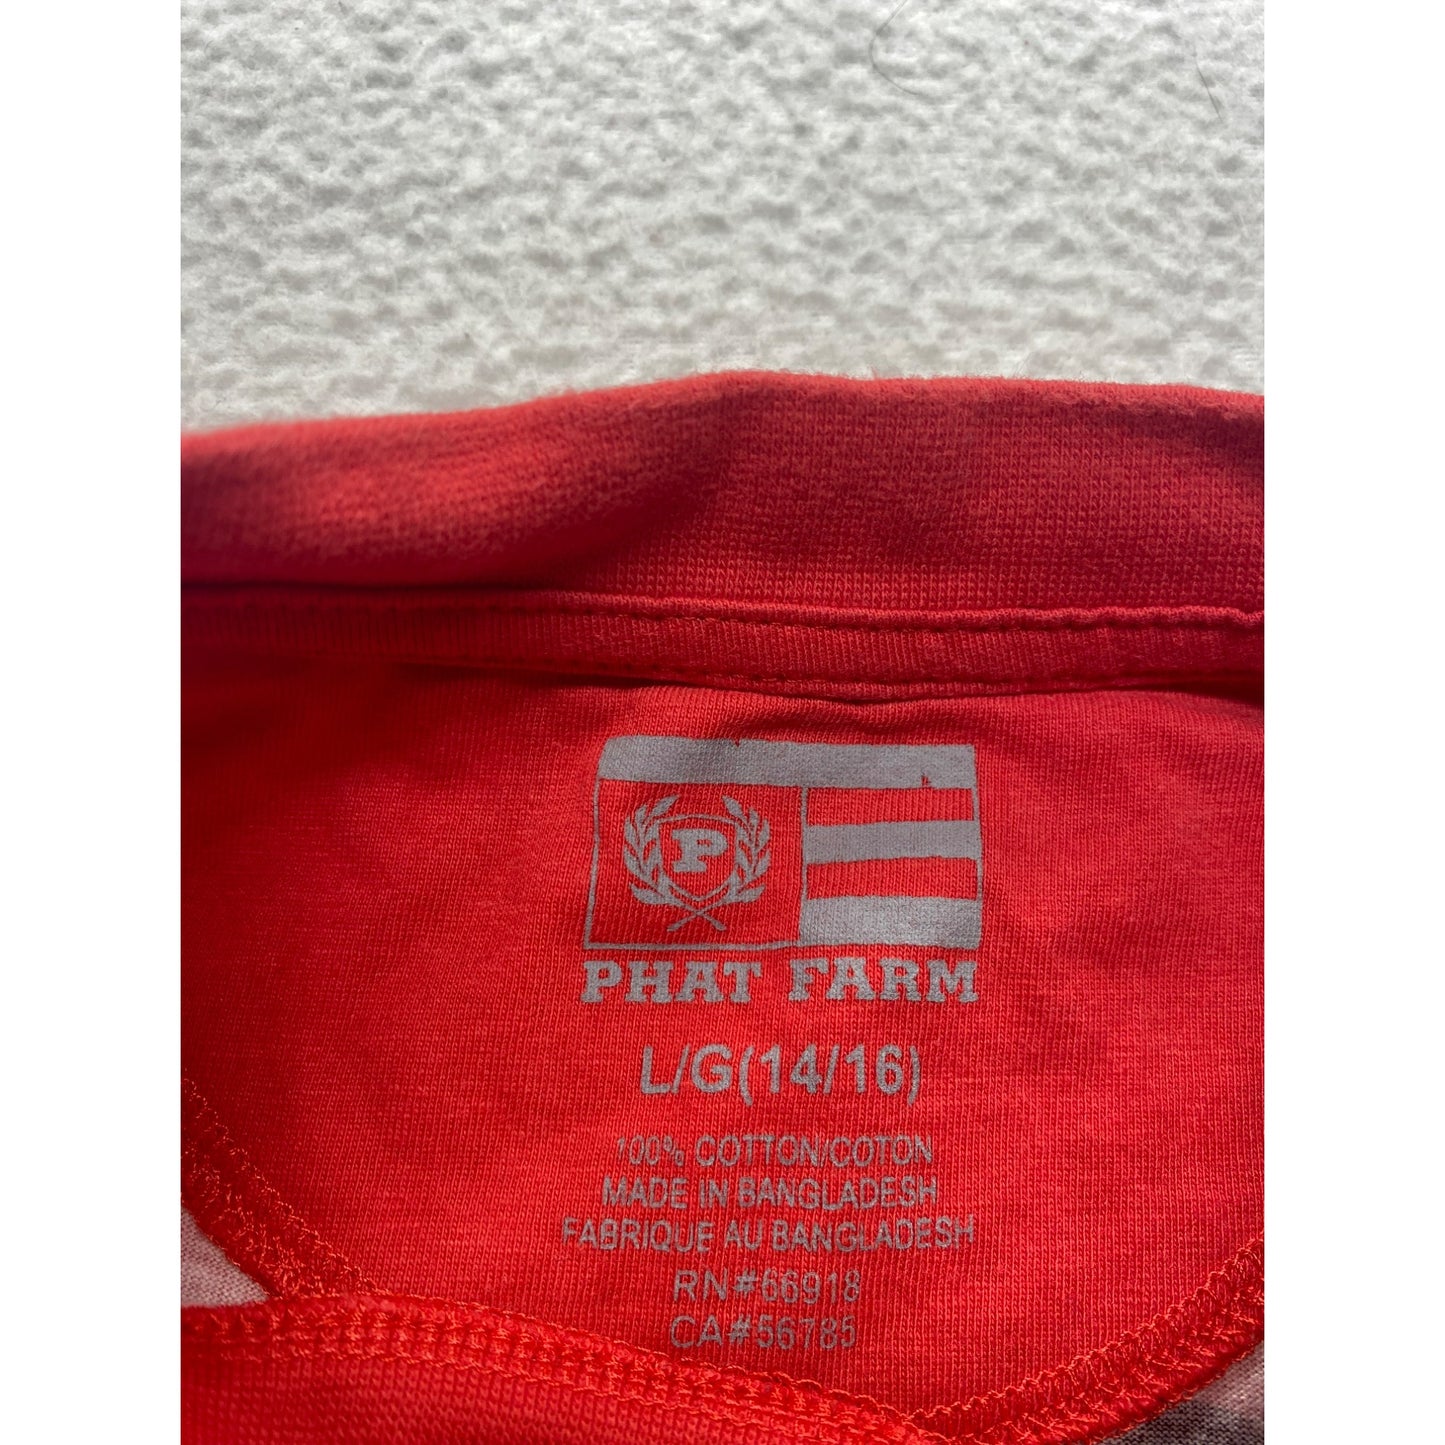 P
PHAT FARM
L/G(14/16)
100% COTTON/COTON
MADE IN BANGLADESH
FABRIQUE AU BANGLADESH
RN#66918
CA#56785